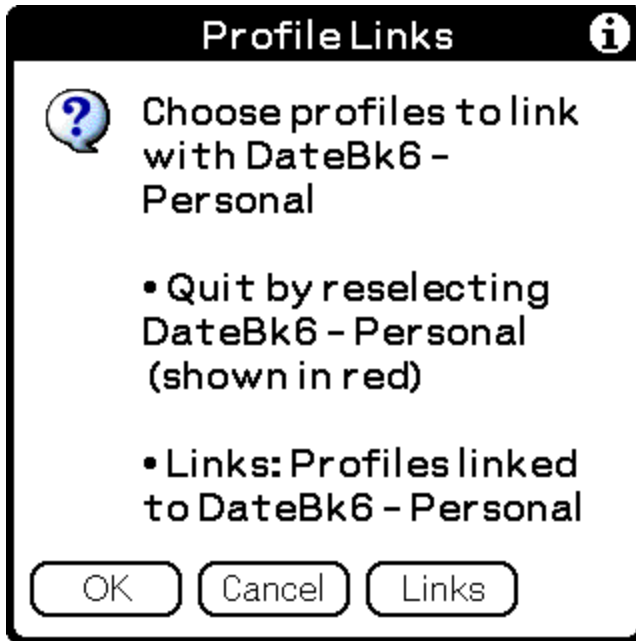 Profile Links
Choose profiles to link
with DateBk6 -
Personal
• Quit by reselecting
DateBk6 - Personal
(shown in red)
• Links: Profiles linked
to DateBk6 - Personal
OK Cancel Links